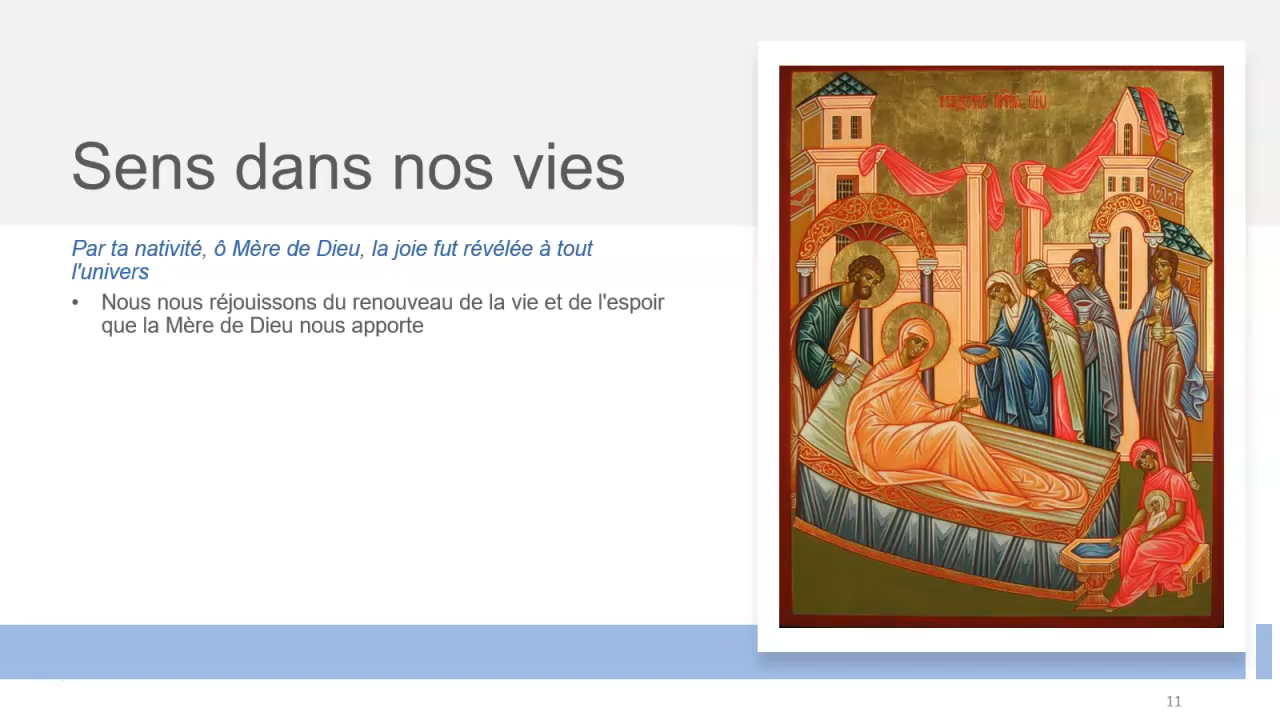 Sens dans nos vies
Par ta nativité, ô Mère de Dieu, la joie fut révélée à tout
l'univers
• Nous nous réjouissons du renouveau de la vie et de l'espoir
que la Mère de Dieu nous apporte
11